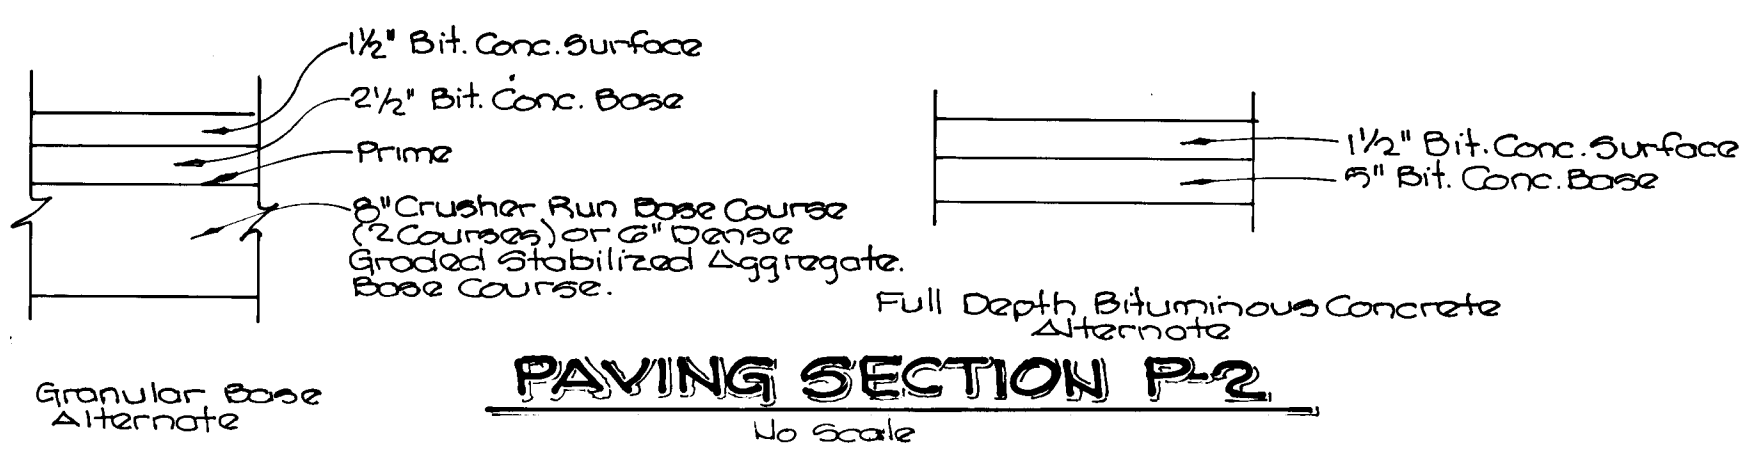 1½" Bit. Conc. Surface
2½" Bit. Conc. Base
Prime
8" Crusher Run Base Course
(2 Courses) or 6" Dense
Graded Stabilized Aggregate.
Base Course.
Granular Base
Alternate
1½" Bit. Conc. Surface
5" Bit. Conc. Base
Full Depth Bituminous Concrete
Alternate
PAVING SECTION P-2
No Scale